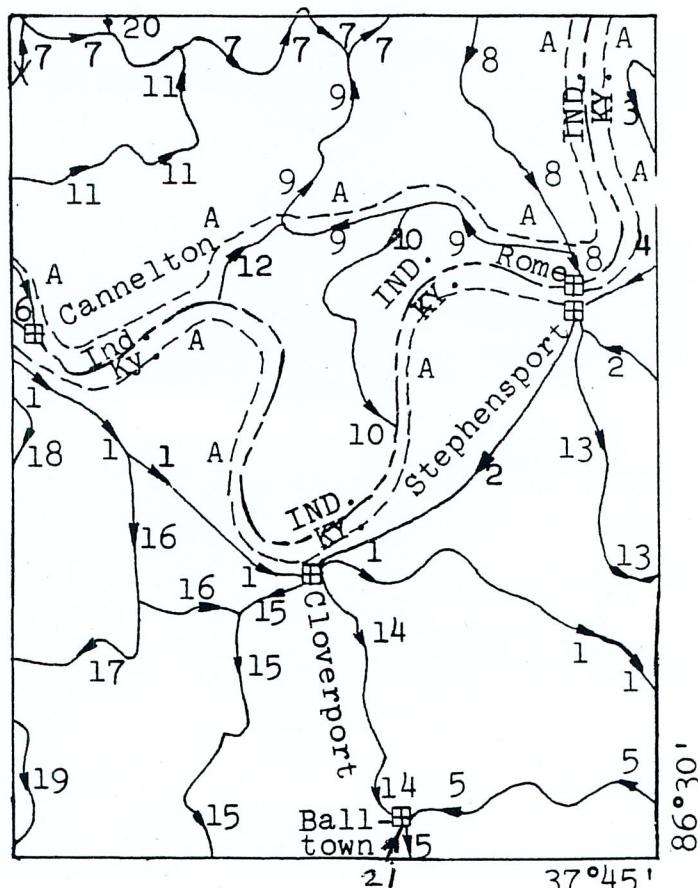 20
7 7 7 7 7
A A
8
11
9
IND.
KY.
3
11 11
9
8
A
A A A
9 10 9
Rome 8 4
Cannelton
12
IND.
KY.
A
6
Ind.
KY.
A
A
Stephensport
2
1
18
1 1
A
10
2
13
IND.
KY.
16
1
1
13
16 15
Cloverport
14
15
17
1
1
19
15
14 5 5
Ball-
town
5
21
37°45'
86°30'